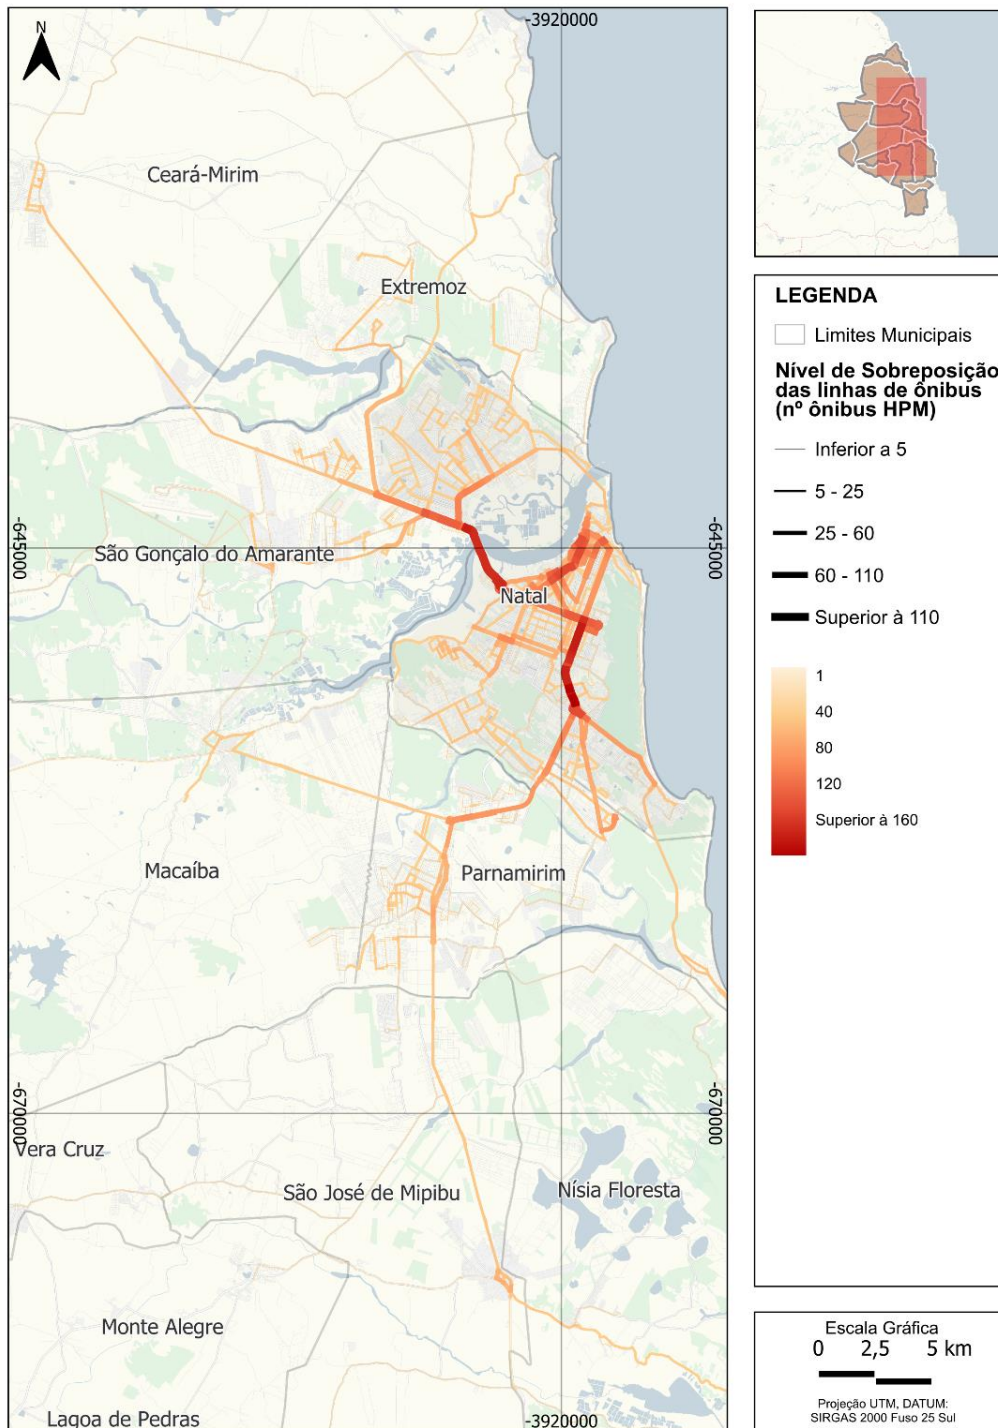 N
-3920000
Ceará-Mirim
Extremoz
-645000
-645000
São Gonçalo do Amarante
Natal
Macaíba
Parnamirim
-670000
-670000
Vera Cruz
São José de Mipibu
Nísia Floresta
Monte Alegre
Lagoa de Pedras
-3920000
LEGENDA
Limites Municipais
Nível de Sobreposição
das linhas de ônibus
(nº ônibus HPM)
Inferior a 5
5 - 25
25 - 60
60 - 110
Superior à 110
1
40
80
120
Superior à 160
Escala Gráfica
0 2,5 5 km
Projeção UTM, DATUM:
SIRGAS 2000 Fuso 25 Sul